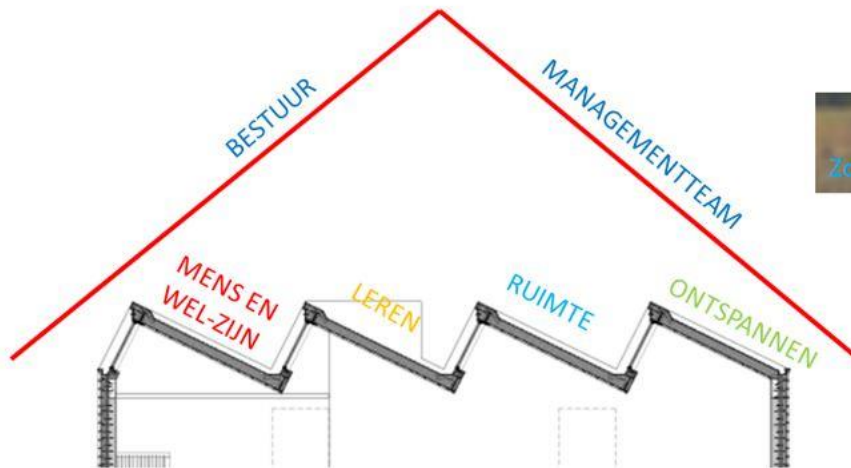 BESTUUR
MANAGEMENTTEAM
MENS EN
WEL-ZIJN
LEREN
RUIMTE
ONTSPANNEN